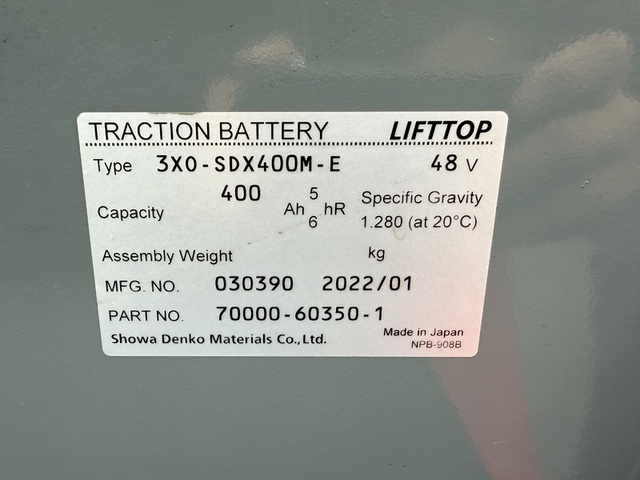 TRACTION BATTERY LIFTTOP
Type 3X0-SDX400M-E 48 V
Capacity 400 Ah 5 hR Specific Gravity
6 1.280 (at 20°C)
Assembly Weight kg
MFG. NO. 030390 2022/01
PART NO. 70000-60350-1
Showa Denko Materials Co., Ltd. Made in Japan
NPB-908B